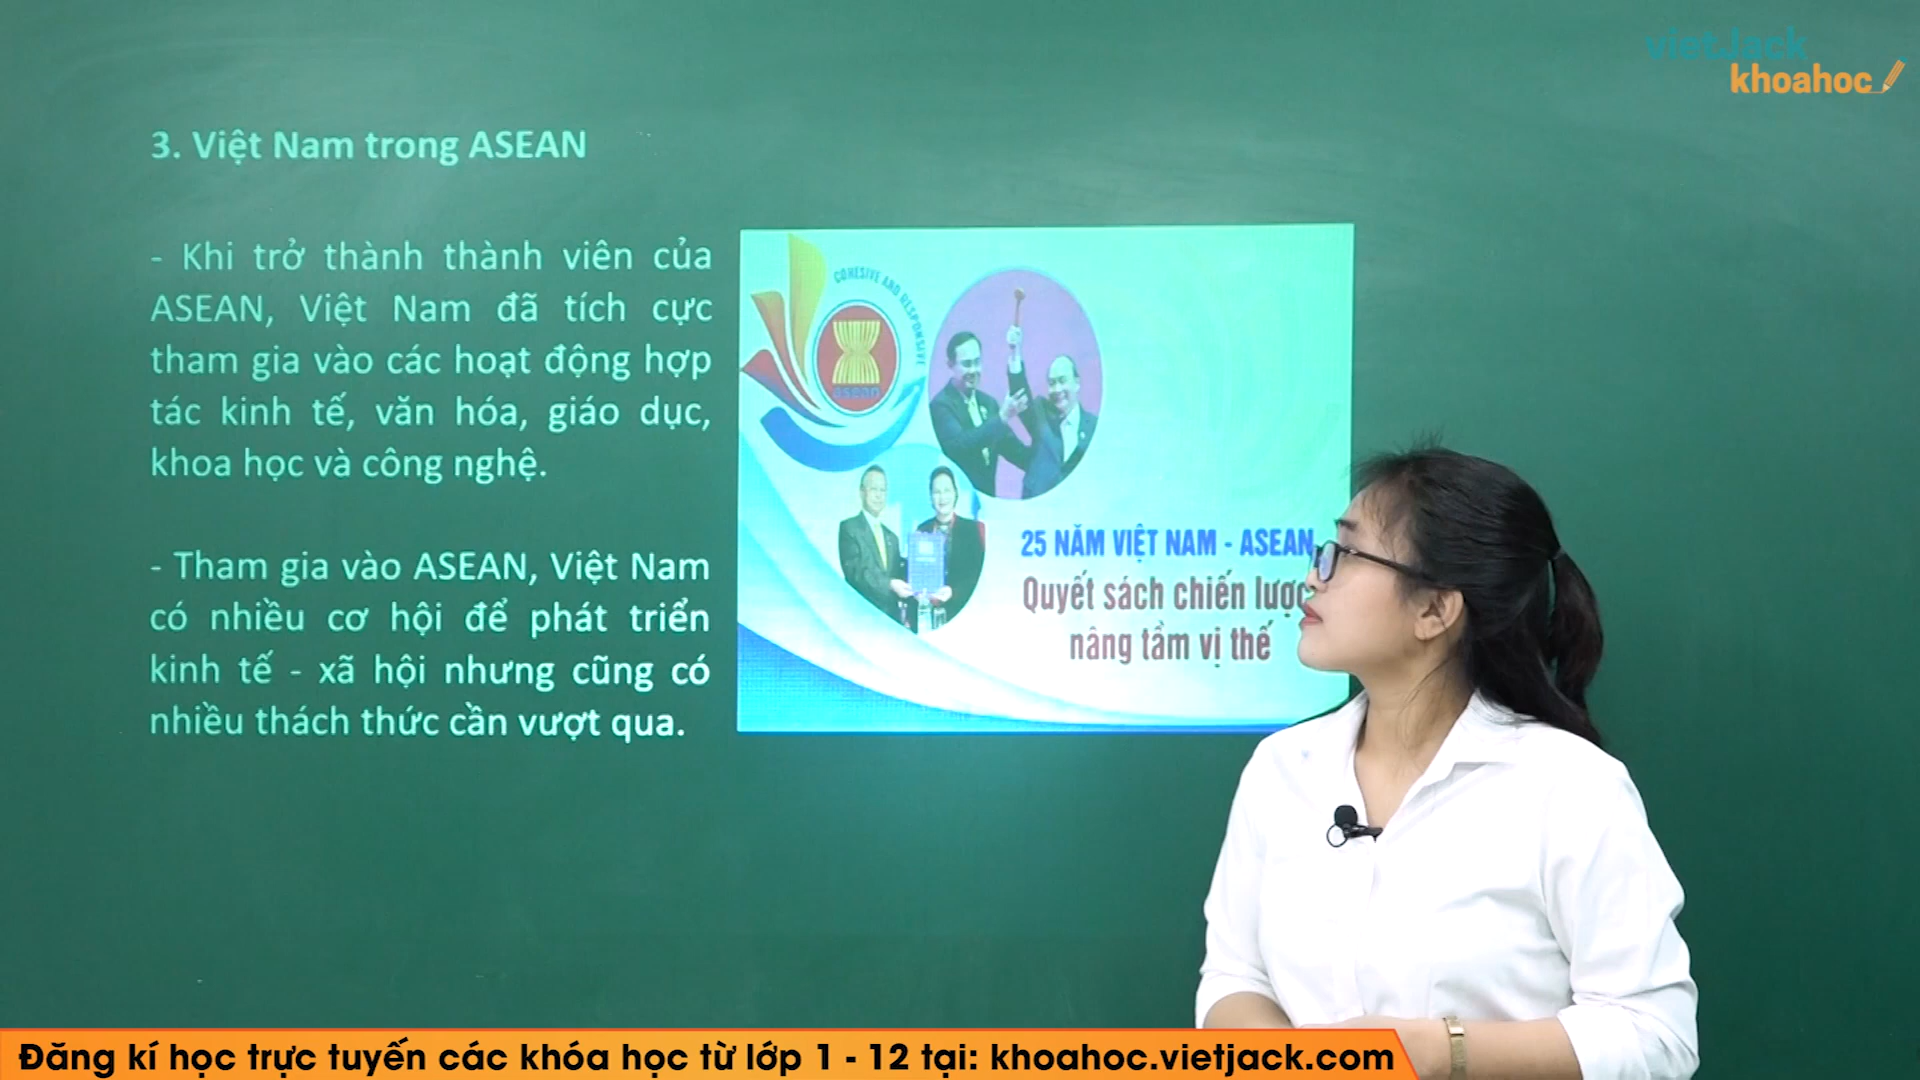 vietJack
khoahoc
3. Việt Nam trong ASEAN
- Khi trở thành thành viên của
ASEAN, Việt Nam đã tích cực
tham gia vào các hoạt động hợp
tác kinh tế, văn hóa, giáo dục,
khoa học và công nghệ.
- Tham gia vào ASEAN, Việt Nam
có nhiều cơ hội để phát triển
kinh tế - xã hội nhưng cũng có
nhiều thách thức cần vượt qua.
COHESIVE AND RESPONSIVE
asean
25 NĂM VIỆT NAM - ASEAN
Quyết sách chiến lược
nâng tầm vị thế
Đăng kí học trực tuyến các khóa học từ lớp 1 - 12 tại: khoahoc.vietjack.com